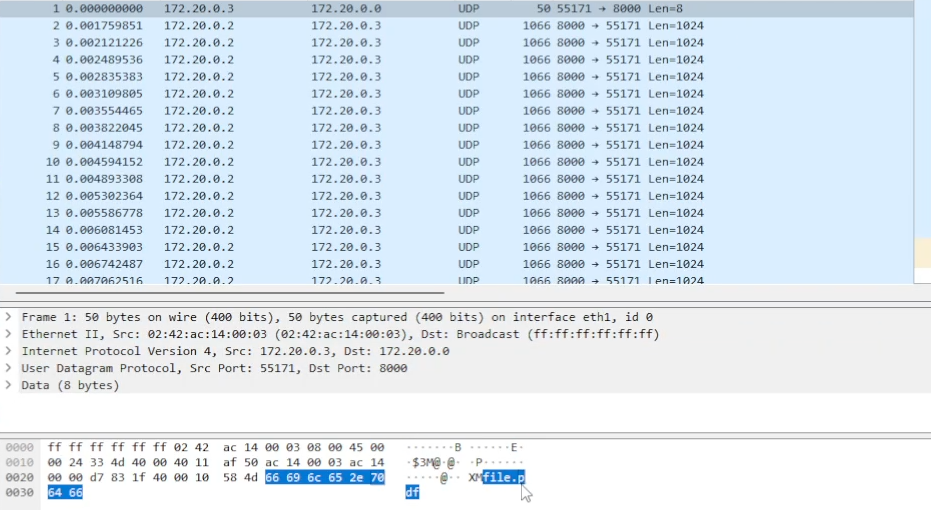 1 0.000000000 172.20.0.3 172.20.0.0 UDP 50 55171 → 8000 Len=8
2 0.001759851 172.20.0.2 172.20.0.3 UDP 1066 8000 → 55171 Len=1024
3 0.002121226 172.20.0.2 172.20.0.3 UDP 1066 8000 → 55171 Len=1024
4 0.002489536 172.20.0.2 172.20.0.3 UDP 1066 8000 → 55171 Len=1024
5 0.002835383 172.20.0.2 172.20.0.3 UDP 1066 8000 → 55171 Len=1024
6 0.003109805 172.20.0.2 172.20.0.3 UDP 1066 8000 → 55171 Len=1024
7 0.003554465 172.20.0.2 172.20.0.3 UDP 1066 8000 → 55171 Len=1024
8 0.003822045 172.20.0.2 172.20.0.3 UDP 1066 8000 → 55171 Len=1024
9 0.004148794 172.20.0.2 172.20.0.3 UDP 1066 8000 → 55171 Len=1024
10 0.004594152 172.20.0.2 172.20.0.3 UDP 1066 8000 → 55171 Len=1024
11 0.004893308 172.20.0.2 172.20.0.3 UDP 1066 8000 → 55171 Len=1024
12 0.005302364 172.20.0.2 172.20.0.3 UDP 1066 8000 → 55171 Len=1024
13 0.005586778 172.20.0.2 172.20.0.3 UDP 1066 8000 → 55171 Len=1024
14 0.006081453 172.20.0.2 172.20.0.3 UDP 1066 8000 → 55171 Len=1024
15 0.006433903 172.20.0.2 172.20.0.3 UDP 1066 8000 → 55171 Len=1024
16 0.006742487 172.20.0.2 172.20.0.3 UDP 1066 8000 → 55171 Len=1024
17 0.007062516 172.20.0.2 172.20.0.3 UDP 1066 8000 → 55171 Len=1024
Frame 1: 50 bytes on wire (400 bits), 50 bytes captured (400 bits) on interface eth1, id 0
Ethernet II, Src: 02:42:ac:14:00:03 (02:42:ac:14:00:03), Dst: Broadcast (ff:ff:ff:ff:ff:ff)
Internet Protocol Version 4, Src: 172.20.0.3, Dst: 172.20.0.0
User Datagram Protocol, Src Port: 55171, Dst Port: 8000
Data (8 bytes)
0000 ff ff ff ff ff ff 02 42 ac 14 00 03 08 00 45 00 ·······B ······E·
0010 00 24 33 4d 40 00 40 11 af 50 ac 14 00 03 ac 14 ·$3M@·@· ·P······
0020 00 00 d7 83 1f 40 00 10 58 4d 66 69 6c 65 2e 70 ·····@·· XMfile.p
0030 64 66 df